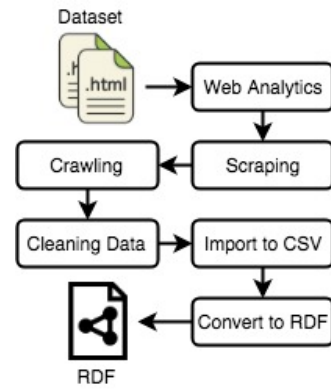 Dataset
.h
.html
Web Analytics
Scraping
Crawling
Cleaning Data
Import to CSV
Convert to RDF
RDF